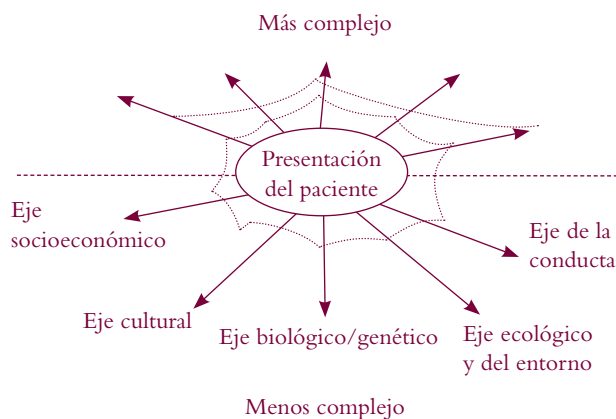 Más complejo
Presentación
del paciente
Eje
socioeconómico
Eje de la
conducta
Eje cultural
Eje biológico/genético
Eje ecológico
y del entorno
Menos complejo